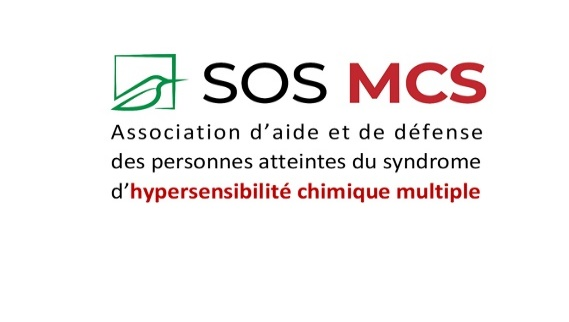 SOS MCS
Association d’aide et de défense
des personnes atteintes du syndrome
d’hypersensibilité chimique multiple